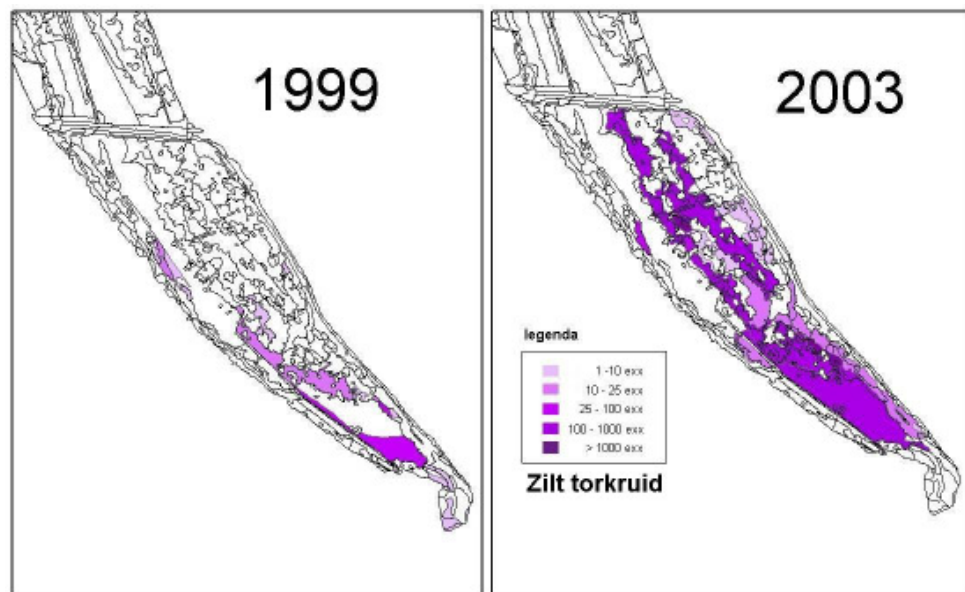 1999
2003
legenda
1-10 exx
10 - 25 exx
25 - 100 exx
100 - 1000 exx
> 1000 exx
Zilt torkruid